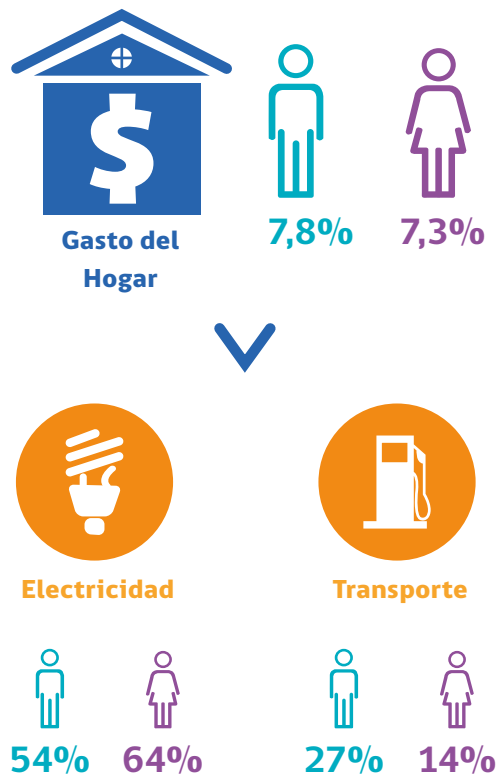 $
7,8% 7,3%
Gasto del
Hogar
Electricidad Transporte
54% 64% 27% 14%